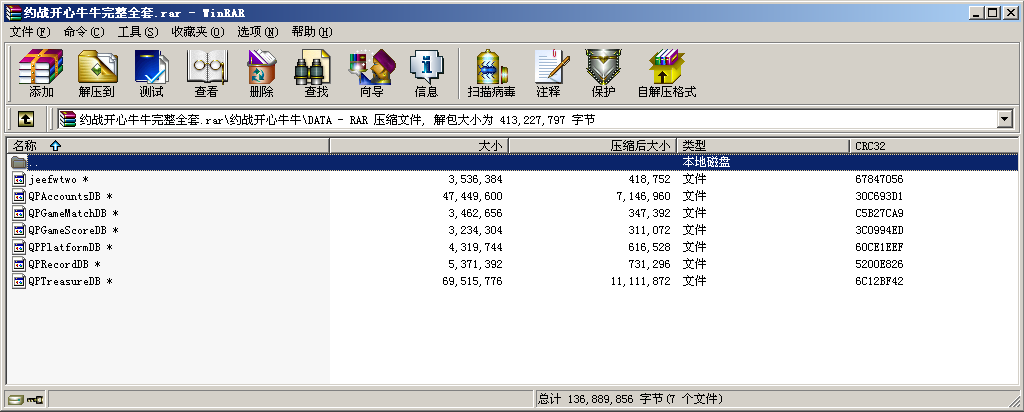 约战开心牛牛完整全套.rar - WinRAR
文件(F) 命令(C) 工具(S) 收藏夹(O) 选项(N) 帮助(H)
添加 解压到 测试 查看 删除 查找 向导 信息 扫描病毒 注释 保护 自解压格式
约战开心牛牛完整全套.rar\约战开心牛牛\DATA - RAR 压缩文件, 解包大小为 413,227,797 字节
名称 大小 压缩后大小 类型 CRC32
.. 本地磁盘
jeefwtwo * 3,536,384 418,752 文件 67847056
QPAccountsDB * 47,449,600 7,146,960 文件 30C693D1
QPGameMatchDB * 3,462,656 347,392 文件 C5B27CA9
QPGameScoreDB * 3,234,304 311,072 文件 3C0994ED
QPPlatformDB * 4,319,744 616,528 文件 60CE1EEF
QPRecordDB * 5,371,392 731,296 文件 5200E826
QPTreasureDB * 69,515,776 11,111,872 文件 6C12BF42
总计 136,889,856 字节(7 个文件)